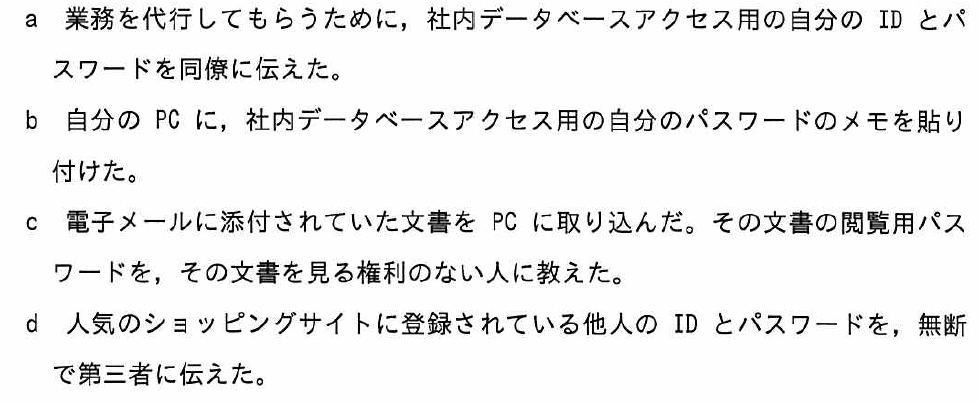 a　業務を代行してもらうために，社内データベースアクセス用の自分の ID とパ
スワードを同僚に伝えた。
b　自分の PC に，社内データベースアクセス用の自分のパスワードのメモを貼り
付けた。
c　電子メールに添付されていた文書を PC に取り込んだ。その文書の閲覧用パス
ワードを，その文書を見る権利のない人に教えた。
d　人気のショッピングサイトに登録されている他人の ID とパスワードを，無断
で第三者に伝えた。